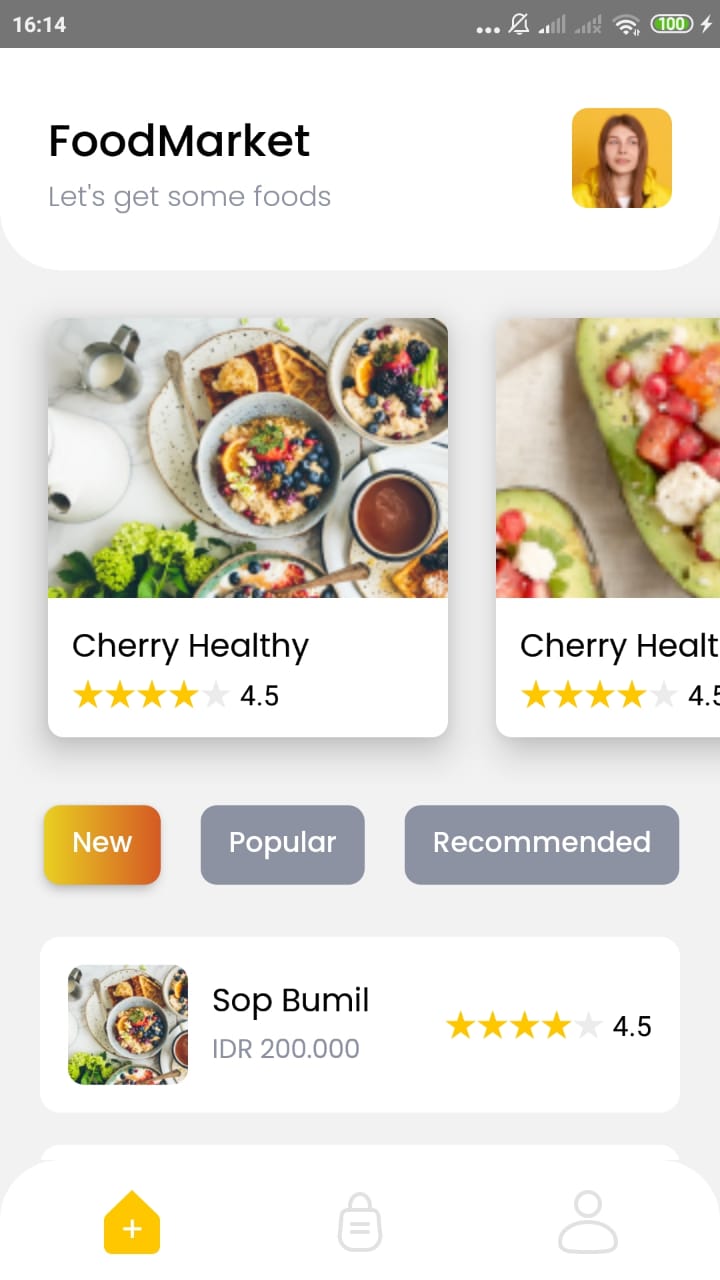 16:14
100
FoodMarket
Let's get some foods
Cherry Healthy
4.5
Cherry Healt
4.5
New
Popular
Recommended
Sop Bumil
IDR 200.000
4.5